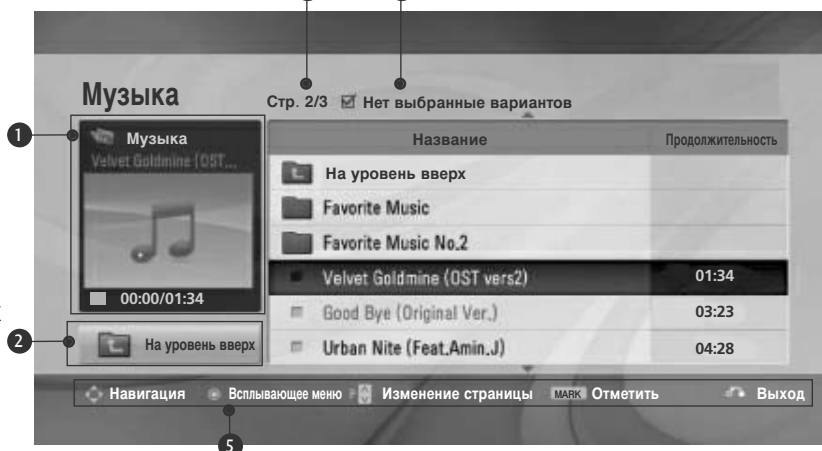 Музыка
Стр. 2/3 Нет выбранные вариантов
1
Музыка
Velvet Goldmine (OST...
00:00/01:34
2
На уровень вверх
Название Продолжительность
На уровень вверх
Favorite Music
Favorite Music No.2
Velvet Goldmine (OST vers2) 01:34
Good Bye (Original Ver.) 03:23
Urban Nite (Feat.Amin.J) 04:28
Навигация Всплывающее меню P Изменение страницы MARK Отметить Выход
5